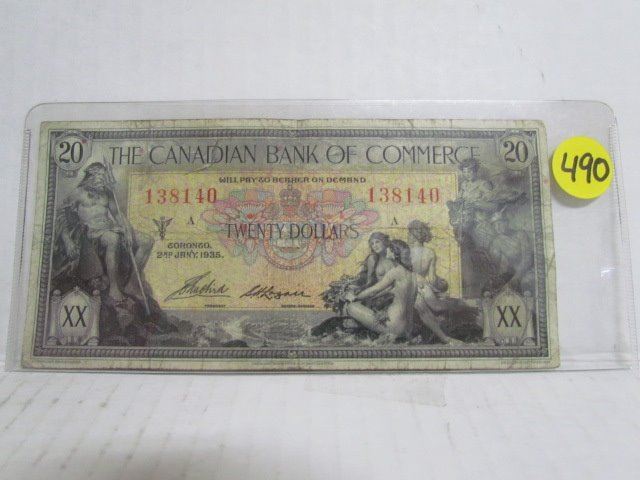 20 THE CANADIAN BANK OF COMMERCE 20
WILL PAY TO BEARER ON DEMAND
138140 138140
A A
TWENTY DOLLARS
TORONTO,
2ND JANY. 1935.
XX XX
490